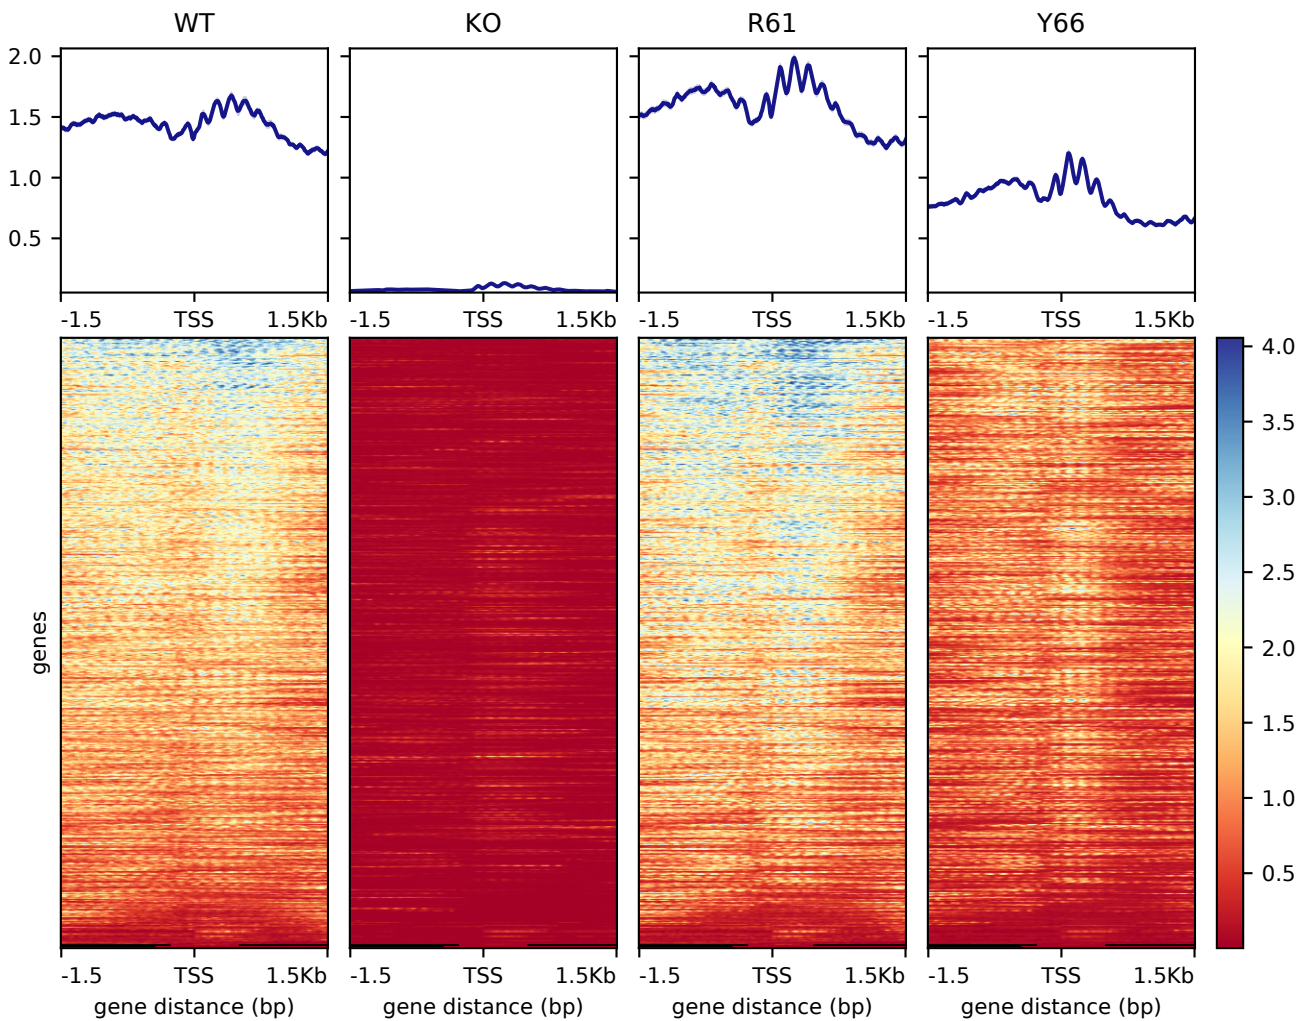 WT KO R61 Y66
2.0
1.5
1.0
0.5
-1.5 TSS 1.5Kb -1.5 TSS 1.5Kb -1.5 TSS 1.5Kb -1.5 TSS 1.5Kb
genes
4.0
3.5
3.0
2.5
2.0
1.5
1.0
0.5
-1.5 TSS 1.5Kb -1.5 TSS 1.5Kb -1.5 TSS 1.5Kb -1.5 TSS 1.5Kb
gene distance (bp) gene distance (bp) gene distance (bp) gene distance (bp)